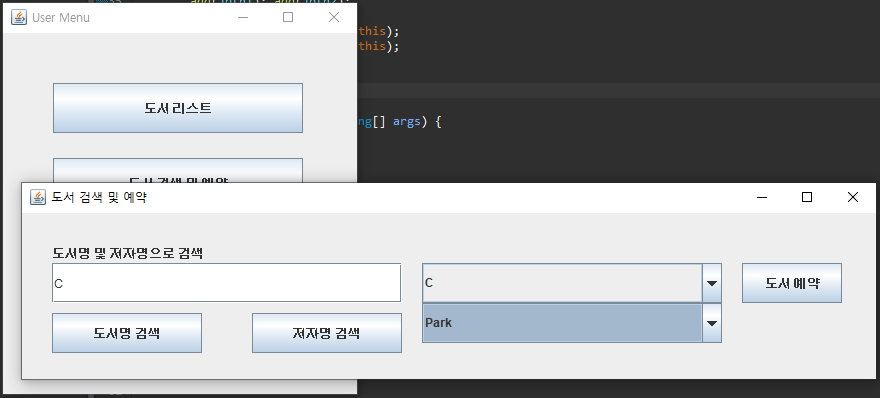 User Menu
this);
this);
도서 리스트
ng[] args) {
도서 검색 및 예약
도서 검색 및 예약
도서명 및 저자명으로 검색
C
C
도서 예약
Park
도서명 검색
저자명 검색